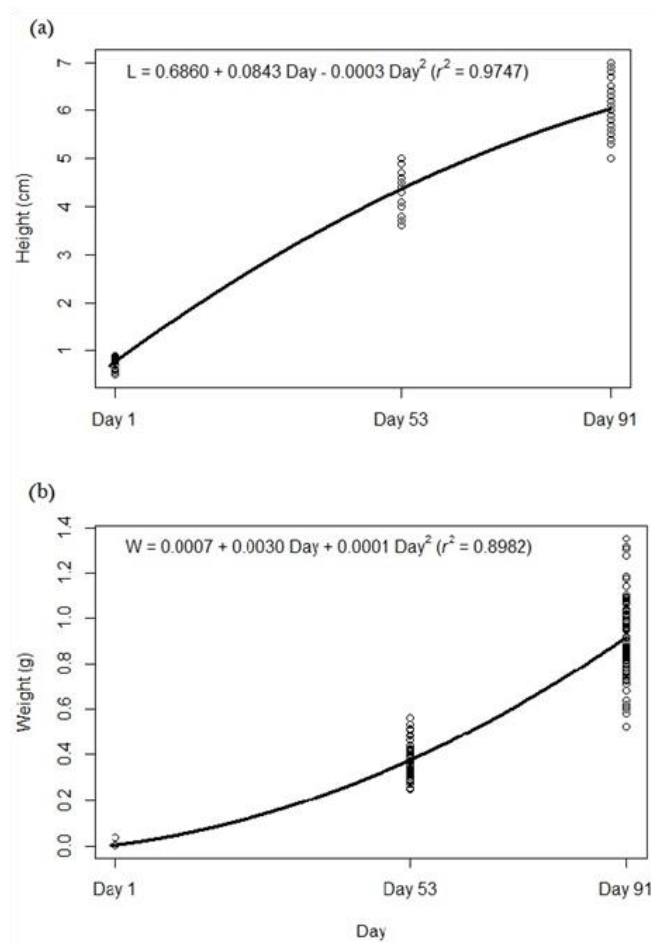 (a)
L = 0.6860 + 0.0843 Day - 0.0003 Day² (r² = 0.9747)
Height (cm)
7
6
5
4
3
2
1
Day 1 Day 53 Day 91
(b)
W = 0.0007 + 0.0030 Day + 0.0001 Day² (r² = 0.8982)
Weight (g)
1.4
1.2
1.0
0.8
0.6
0.4
0.2
0.0
Day 1 Day 53 Day 91
Day